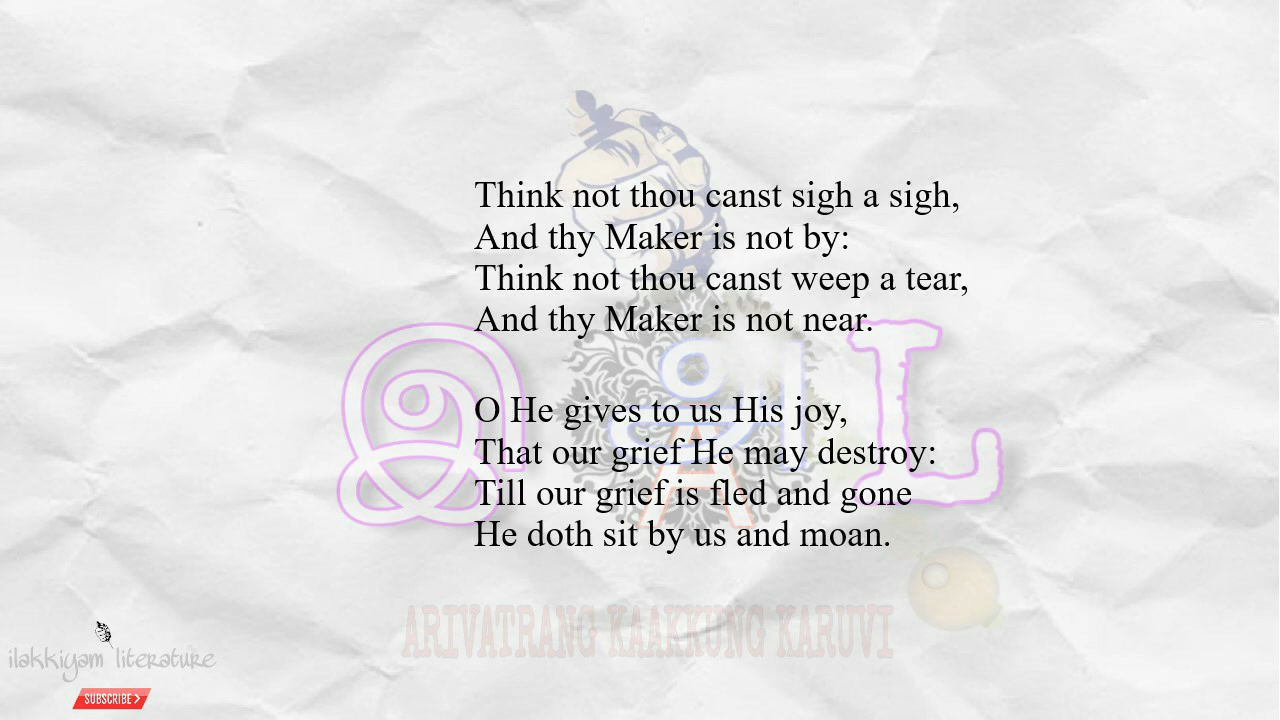 Think not thou canst sigh a sigh,
And thy Maker is not by:
Think not thou canst weep a tear,
And thy Maker is not near.
O He gives to us His joy,
That our grief He may destroy:
Till our grief is fled and gone
He doth sit by us and moan.
இ L
அ
A
ARIVATRANG KAAKKUNG KARUVI
ilakkiyam literature
SUBSCRIBE >